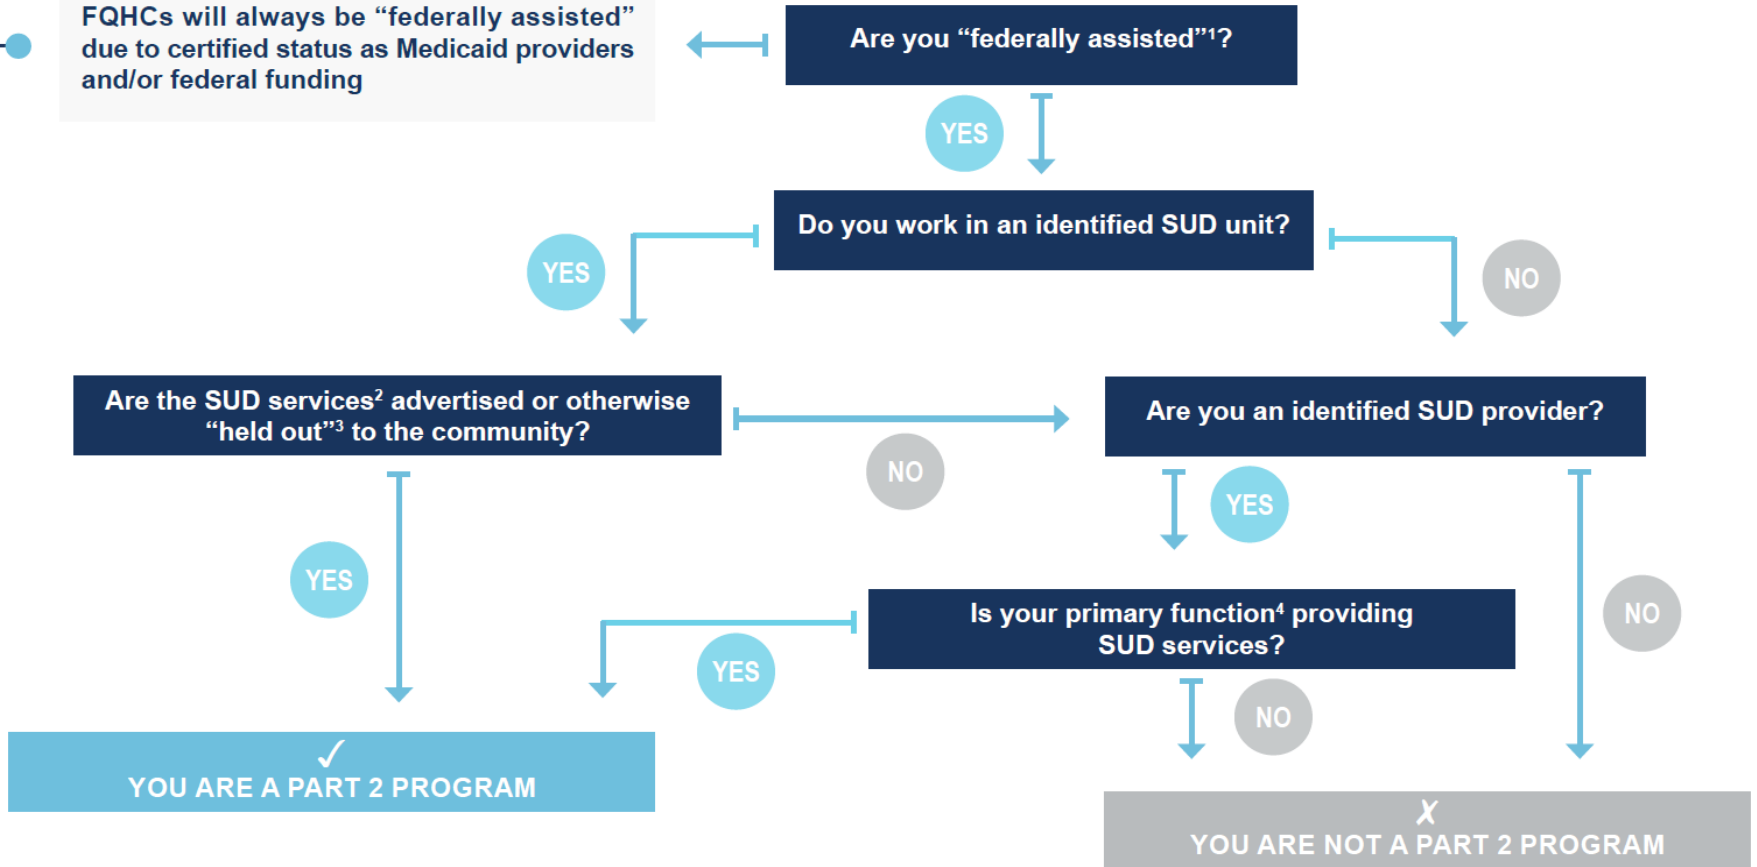 FQHCs will always be “federally assisted”
due to certified status as Medicaid providers
and/or federal funding
Are you “federally assisted”¹?
YES
Do you work in an identified SUD unit?
YES
NO
Are the SUD services² advertised or otherwise
“held out”³ to the community?
NO
Are you an identified SUD provider?
YES
YES
NO
Is your primary function⁴ providing
SUD services?
YES
NO
✓
YOU ARE A PART 2 PROGRAM
✗
YOU ARE NOT A PART 2 PROGRAM